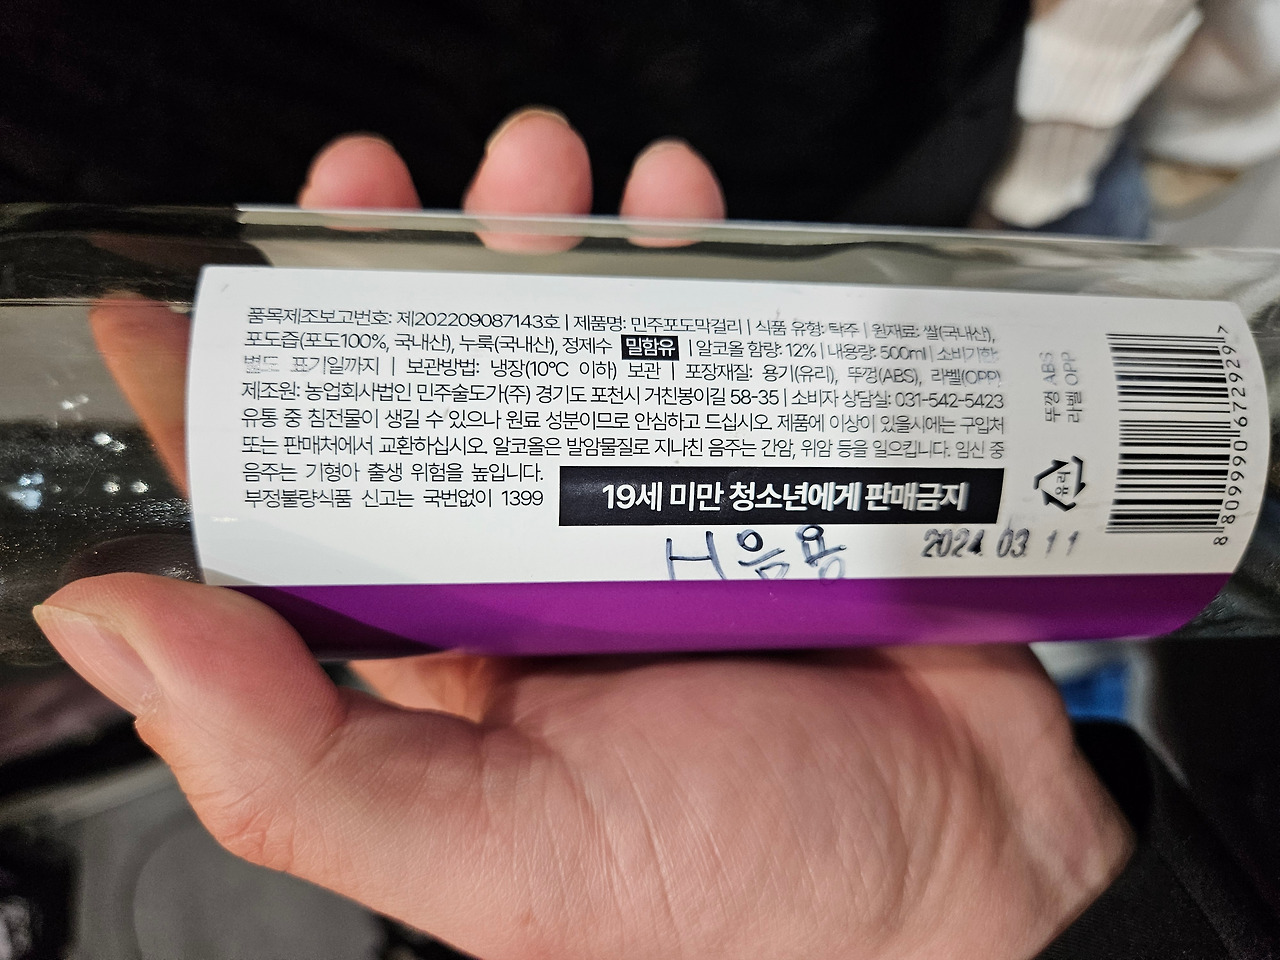 품목제조보고번호: 제202209087143호 | 제품명: 민주포도막걸리 | 식품 유형: 탁주 | 원재료: 쌀(국내산),
포도즙(포도100%, 국내산), 누룩(국내산), 정제수 밀함유 | 알코올 함량: 12% | 내용량: 500ml | 소비기한:
별도 표기일까지 | 보관방법: 냉장(10℃ 이하) 보관 | 포장재질: 용기(유리), 뚜껑(ABS), 라벨(OPP)
제조원: 농업회사법인 민주술도가(주) 경기도 포천시 거친봉이길 58-35 | 소비자 상담실: 031-542-5423
유통 중 침전물이 생길 수 있으나 원료 성분이므로 안심하고 드십시오. 제품에 이상이 있을시에는 구입처
또는 판매처에서 교환하십시오. 알코올은 발암물질로 지나친 음주는 간암, 위암 등을 일으킵니다. 임신 중
음주는 기형아 출생 위험을 높입니다.
부정불량식품 신고는 국번없이 1399
19세 미만 청소년에게 판매금지
시음용
2024. 03. 11
뚜껑 ABS
라벨 OPP
유리
8 809990 672929 7